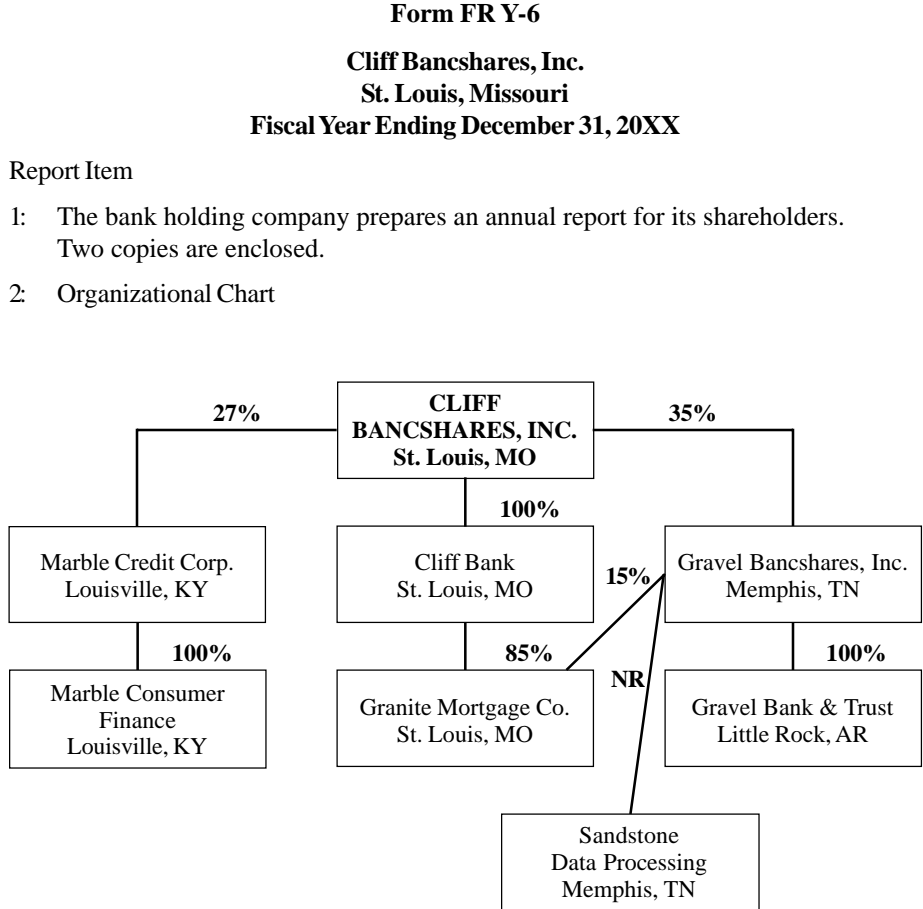 Form FR Y-6
Cliff Bancshares, Inc.
St. Louis, Missouri
Fiscal Year Ending December 31, 20XX
Report Item
1: The bank holding company prepares an annual report for its shareholders.
Two copies are enclosed.
2: Organizational Chart
27%
CLIFF
BANCSHARES, INC.
St. Louis, MO
35%
100%
Marble Credit Corp.
Louisville, KY
Cliff Bank
St. Louis, MO
15%
Gravel Bancshares, Inc.
Memphis, TN
100%
85%
NR
100%
Marble Consumer
Finance
Louisville, KY
Granite Mortgage Co.
St. Louis, MO
Gravel Bank & Trust
Little Rock, AR
Sandstone
Data Processing
Memphis, TN